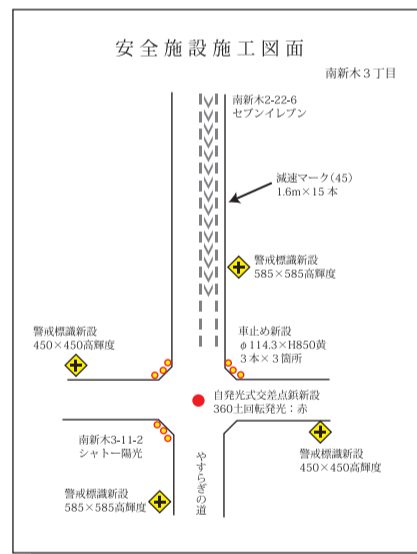 安全施設施工図面
南新木3丁目
南新木2-22-6
セブンイレブン
減速マーク(45)
1.6m×15本
警戒標識新設
585×585高輝度
警戒標識新設
450×450高輝度
車止め新設
φ114.3×H850黄
3本×3箇所
自発光式交差点鋲新設
360土回転発光：赤
南新木3-11-2
シャトー陽光
やすらぎの道
警戒標識新設
450×450高輝度
警戒標識新設
585×585高輝度